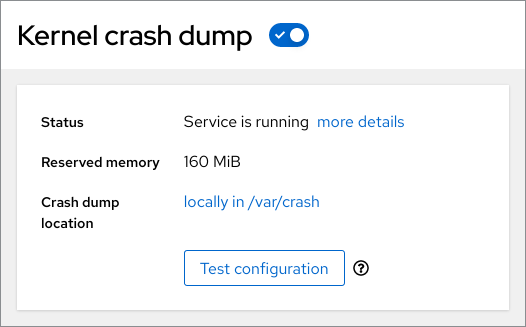 Kernel crash dump
Status Service is running more details
Reserved memory 160 MiB
Crash dump location locally in /var/crash
Test configuration